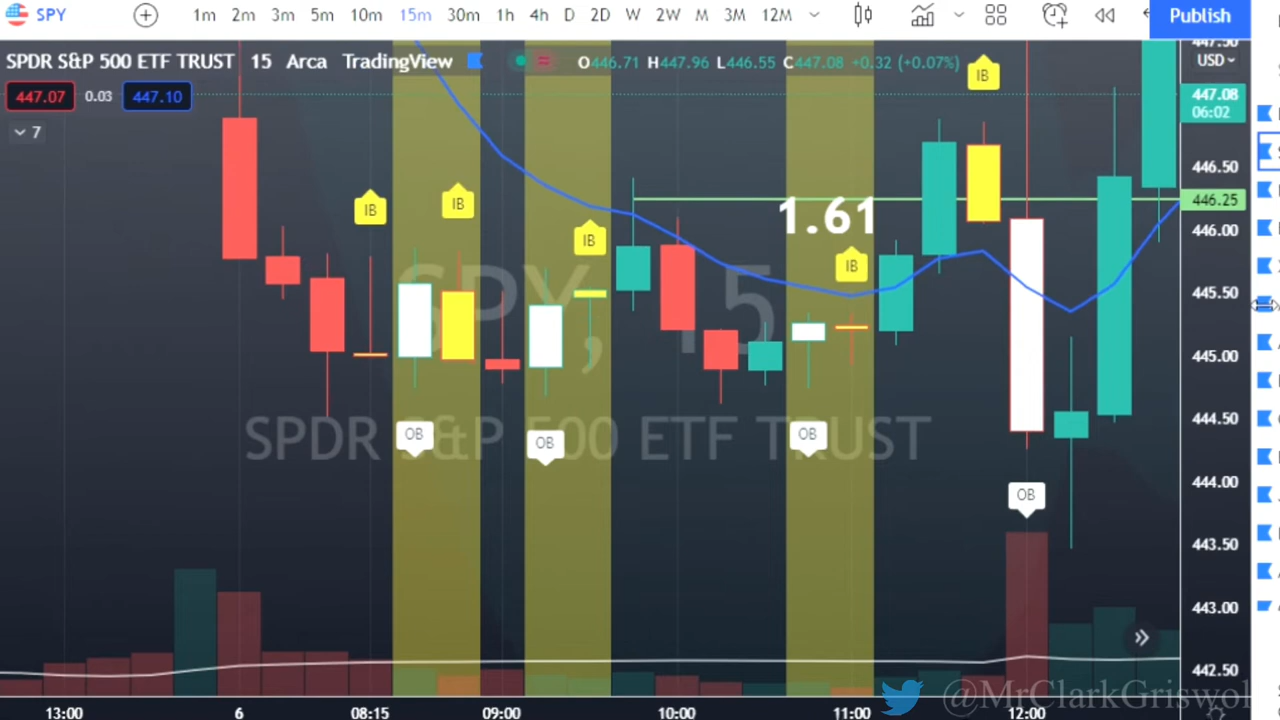 SPY 1m 2m 3m 5m 10m 15m 30m 1h 4h D 2D W 2W M 3M 12M Publish
SPDR S&P 500 ETF TRUST 15 Arca TradingView O446.71 H447.96 L446.55 C447.08 +0.32 (+0.07%)
447.50
USD
447.07 0.03 447.10
447.08
06:02
7
IB
446.50
IB
IB
446.25
1.61
446.00
IB
IB
SPY, 15
445.50
445.00
444.50
OB
OB
OB
SPDR S&P 500 ETF TRUST
444.00
OB
443.50
443.00
442.50
@MrClarkGriswol
13:00 6 08:15 09:00 10:00 11:00 12:00